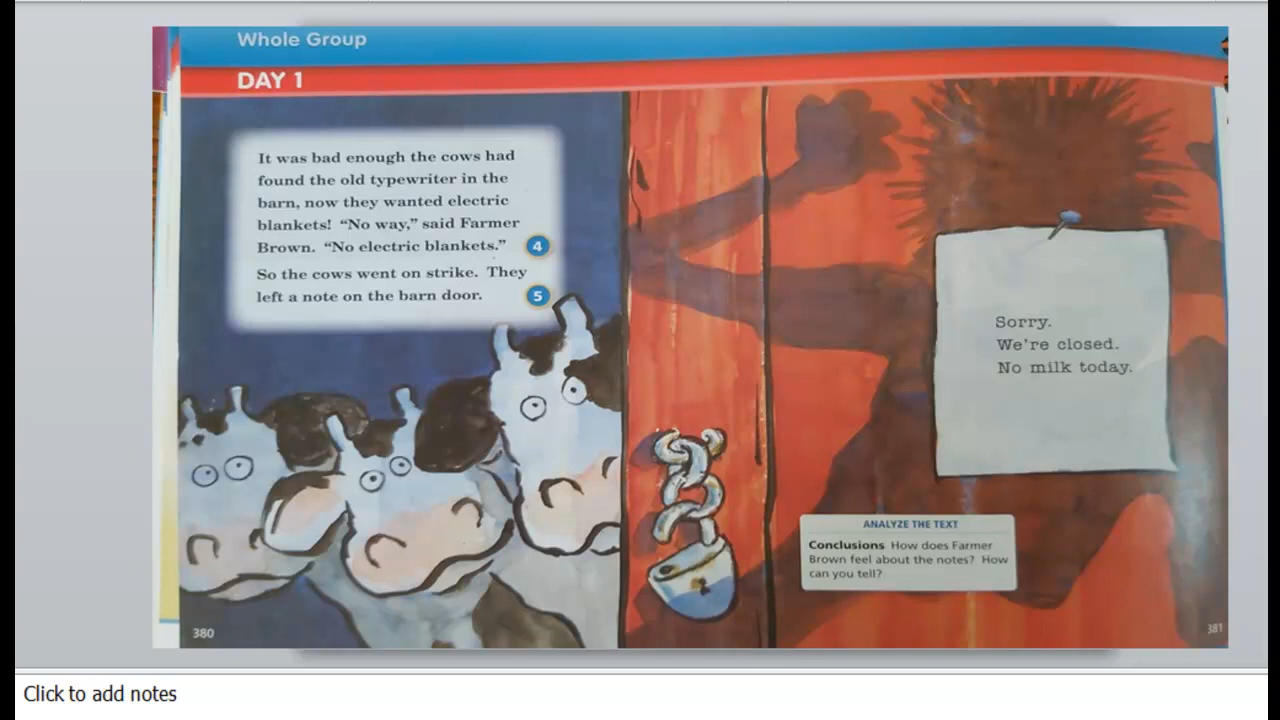 Whole Group
DAY 1
It was bad enough the cows had
found the old typewriter in the
barn, now they wanted electric
blankets! “No way,” said Farmer
Brown. “No electric blankets.” 4
So the cows went on strike. They
left a note on the barn door. 5
380
Sorry.
We’re closed.
No milk today.
ANALYZE THE TEXT
Conclusions How does Farmer
Brown feel about the notes? How
can you tell?
381
Click to add notes